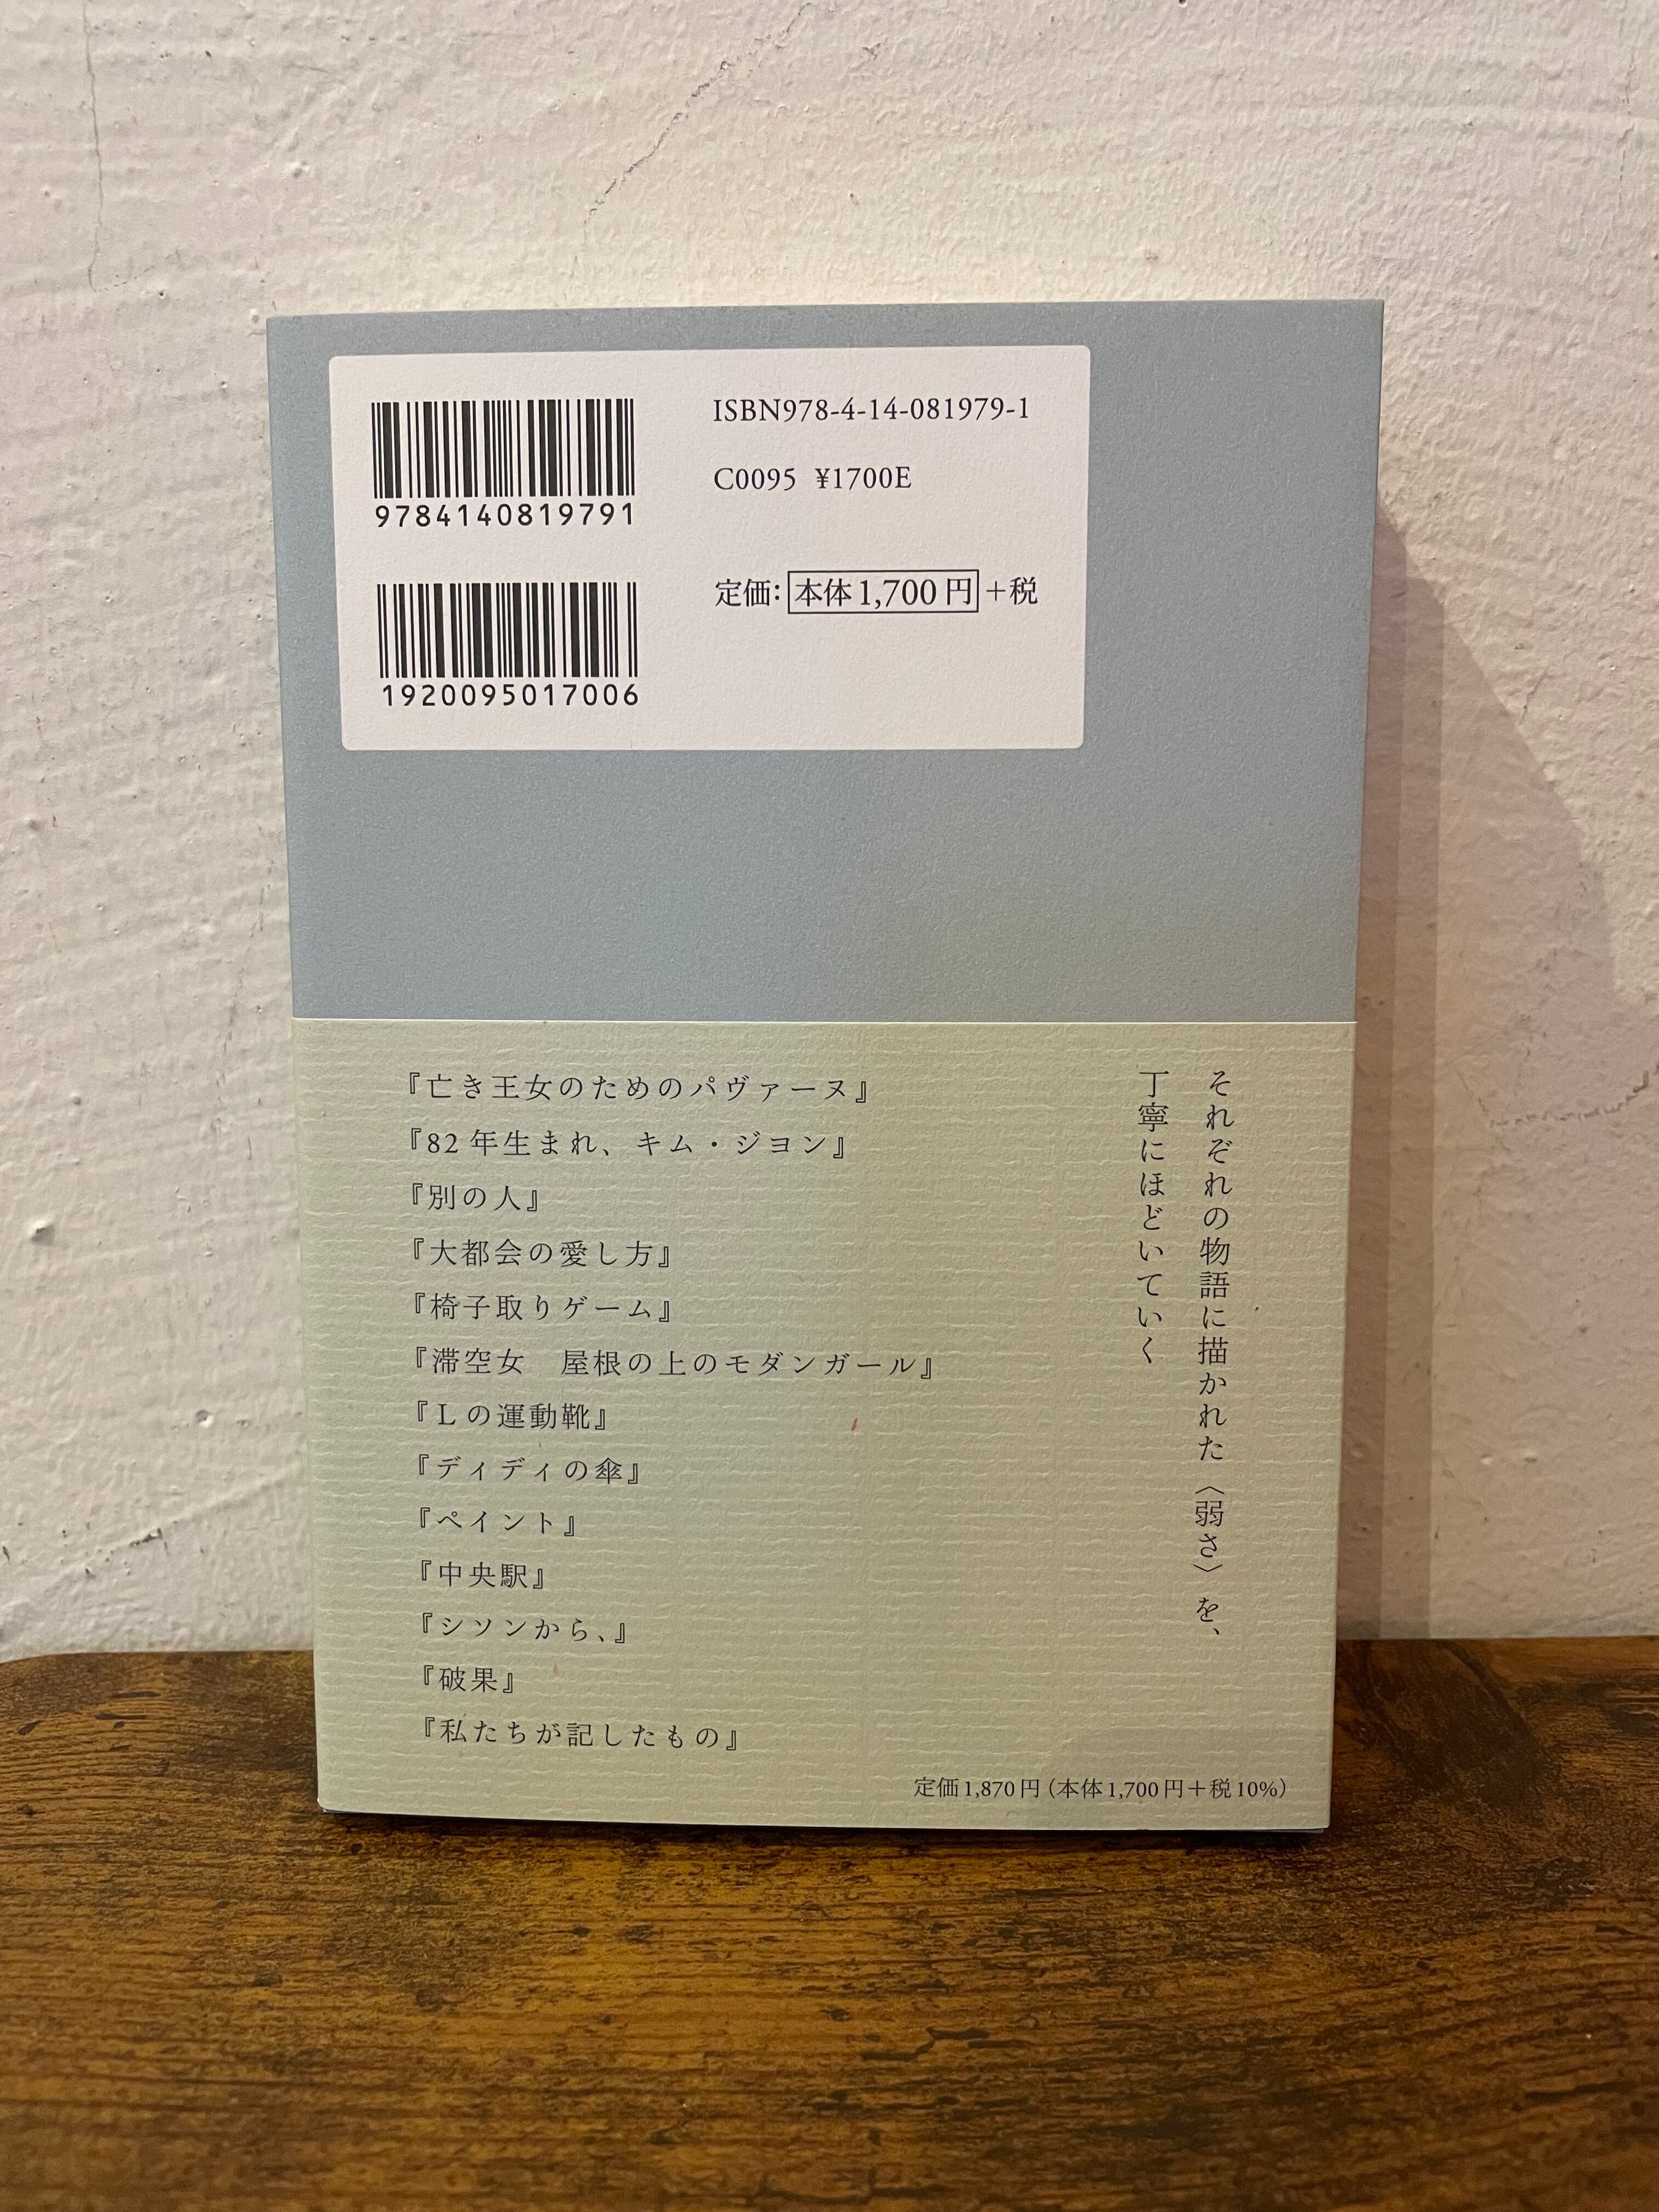 9784140819791
1920095017006
ISBN978-4-14-081979-1
C0095 ¥1700E
定価:本体1,700円+税
それぞれの物語に描かれた〈弱さ〉を、
丁寧にほどいていく
『亡き王女のためのパヴァーヌ』
『82年生まれ、キム・ジヨン』
『別の人』
『大都会の愛し方』
『椅子取りゲーム』
『滞空女　屋根の上のモダンガール』
『Lの運動靴』
『ディディの傘』
『ペイント』
『中央駅』
『シソンから、』
『破果』
『私たちが記したもの』
定価1,870円(本体1,700円+税10%)